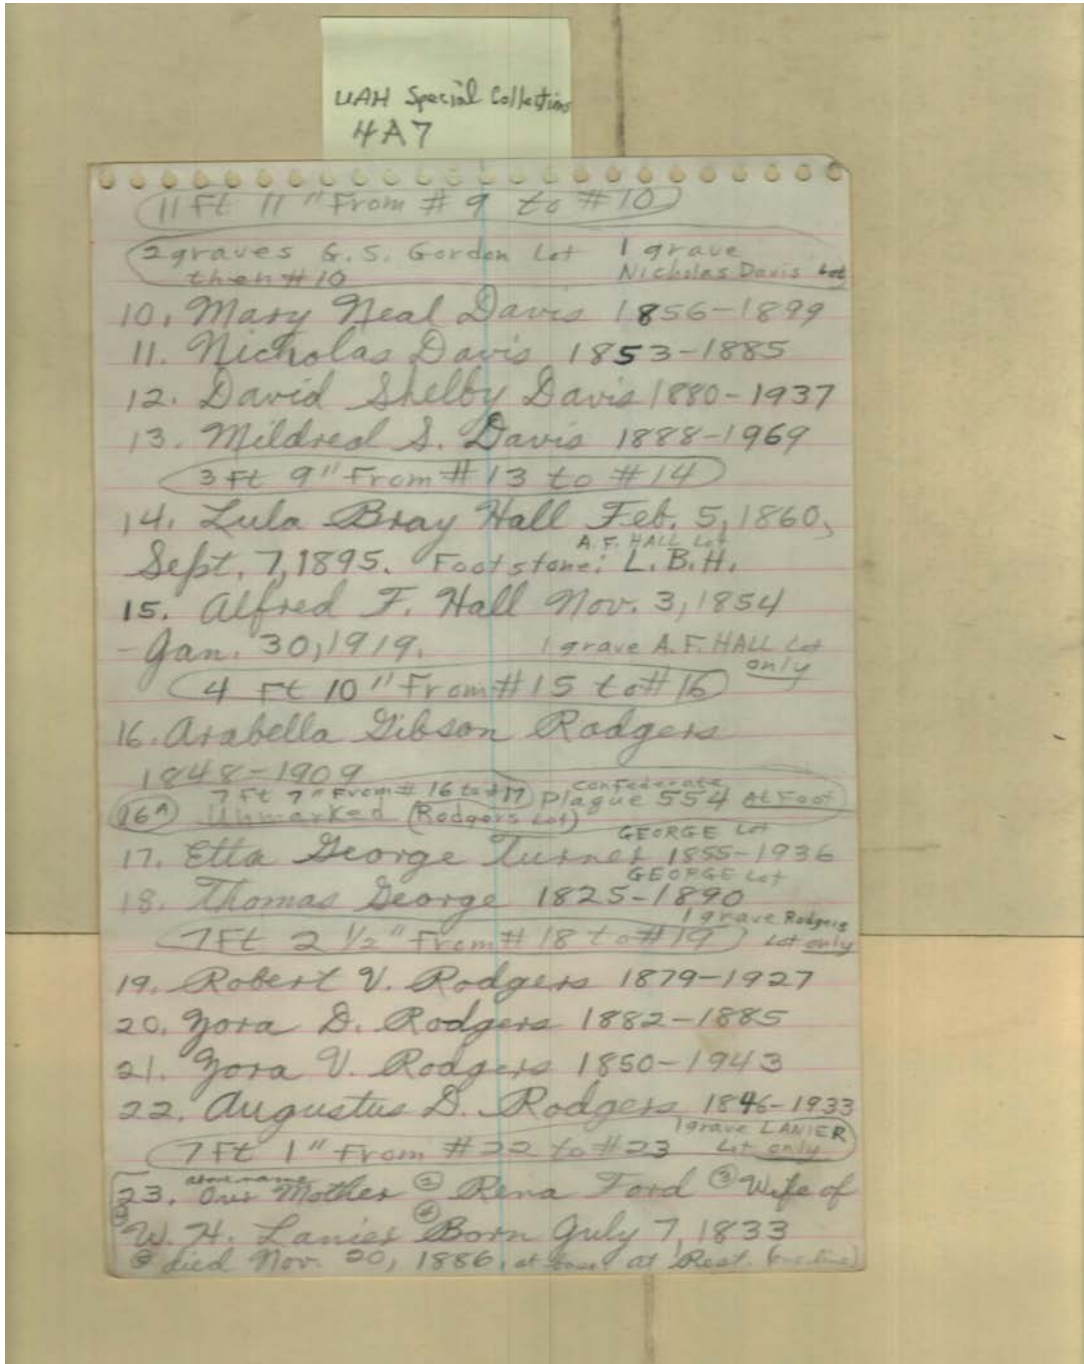 UAH Special Collections
4A7
11 Ft 11" From # 9 to #10
2 graves G. S. Gordon Lot 1 grave
then #10 Nicholas Davis Lot
10. Mary Neal Davis 1856-1899
11. Nicholas Davis 1853-1885
12. David Shelby Davis 1880-1937
13. Mildred S. Davis 1888-1969
3 Ft 9" From # 13 to #14
14. Lula Bray Hall Feb. 5, 1860,
A.F. HALL Lot
Sept. 7, 1895. Footstone: L.B.H.
15. Alfred F. Hall Nov. 3, 1854
-Jan. 30, 1919. 1 grave A.F. HALL Lot
only
4 Ft 10" From #15 to #16
16. Arabella Gibson Rodgers
1848-1909
7 Ft 7" From # 16 to #17 Confederate
16A Unmarked (Rodgers Lot) Plaque 554 At Foot
GEORGE Lot
17. Etta George Turner 1855-1936
GEORGE Lot
18. Thomas George 1825-1890
1 grave Rodgers
7 Ft 2 1/2" From # 18 to #19 Lot only
19. Robert V. Rodgers 1879-1927
20. Zora D. Rodgers 1882-1885
21. Zora V. Rodgers 1850-1943
22. Augustus D. Rodgers 1846-1933
1 grave LANIER
7 Ft 1" From #22 to #23 Lot only
above name
23. Our Mother ② Rena Ford ③ Wife of
W. H. Lanier ④ Born July 7, 1833
⑤ died Nov. 20, 1886, at base at Rest. (one line)